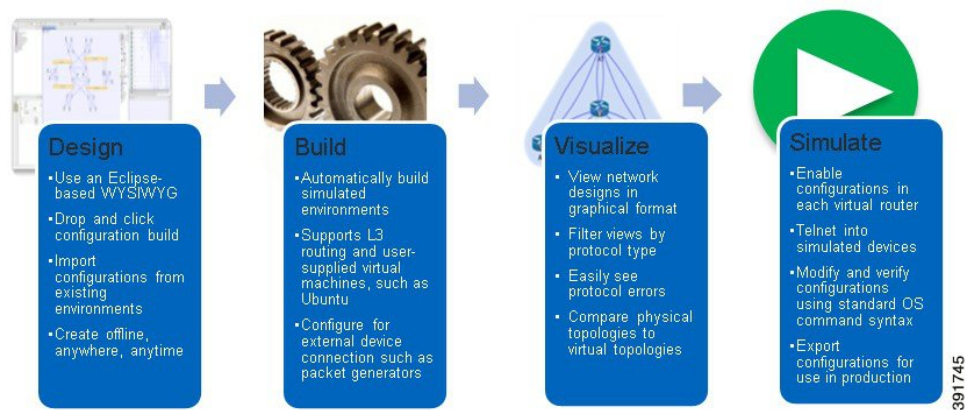 Design
▪Use an Eclipse-
based WYSIWYG
▪Drop and click
configuration build
▪Import
configurations from
existing
environments
▪Create offline,
anywhere, anytime
Build
▪Automatically build
simulated
environments
▪Supports L3
routing and user-
supplied virtual
machines, such as
Ubuntu
▪Configure for
external device
connection such as
packet generators
Visualize
▪ View network
designs in
graphical format
▪ Filter views by
protocol type
▪ Easily see
protocol errors
▪ Compare physical
topologies to
virtual topologies
Simulate
▪Enable
configurations in
each virtual router
▪Telnet into
simulated devices
▪Modify and verify
configurations
using standard OS
command syntax
▪Export
configurations for
use in production
391745